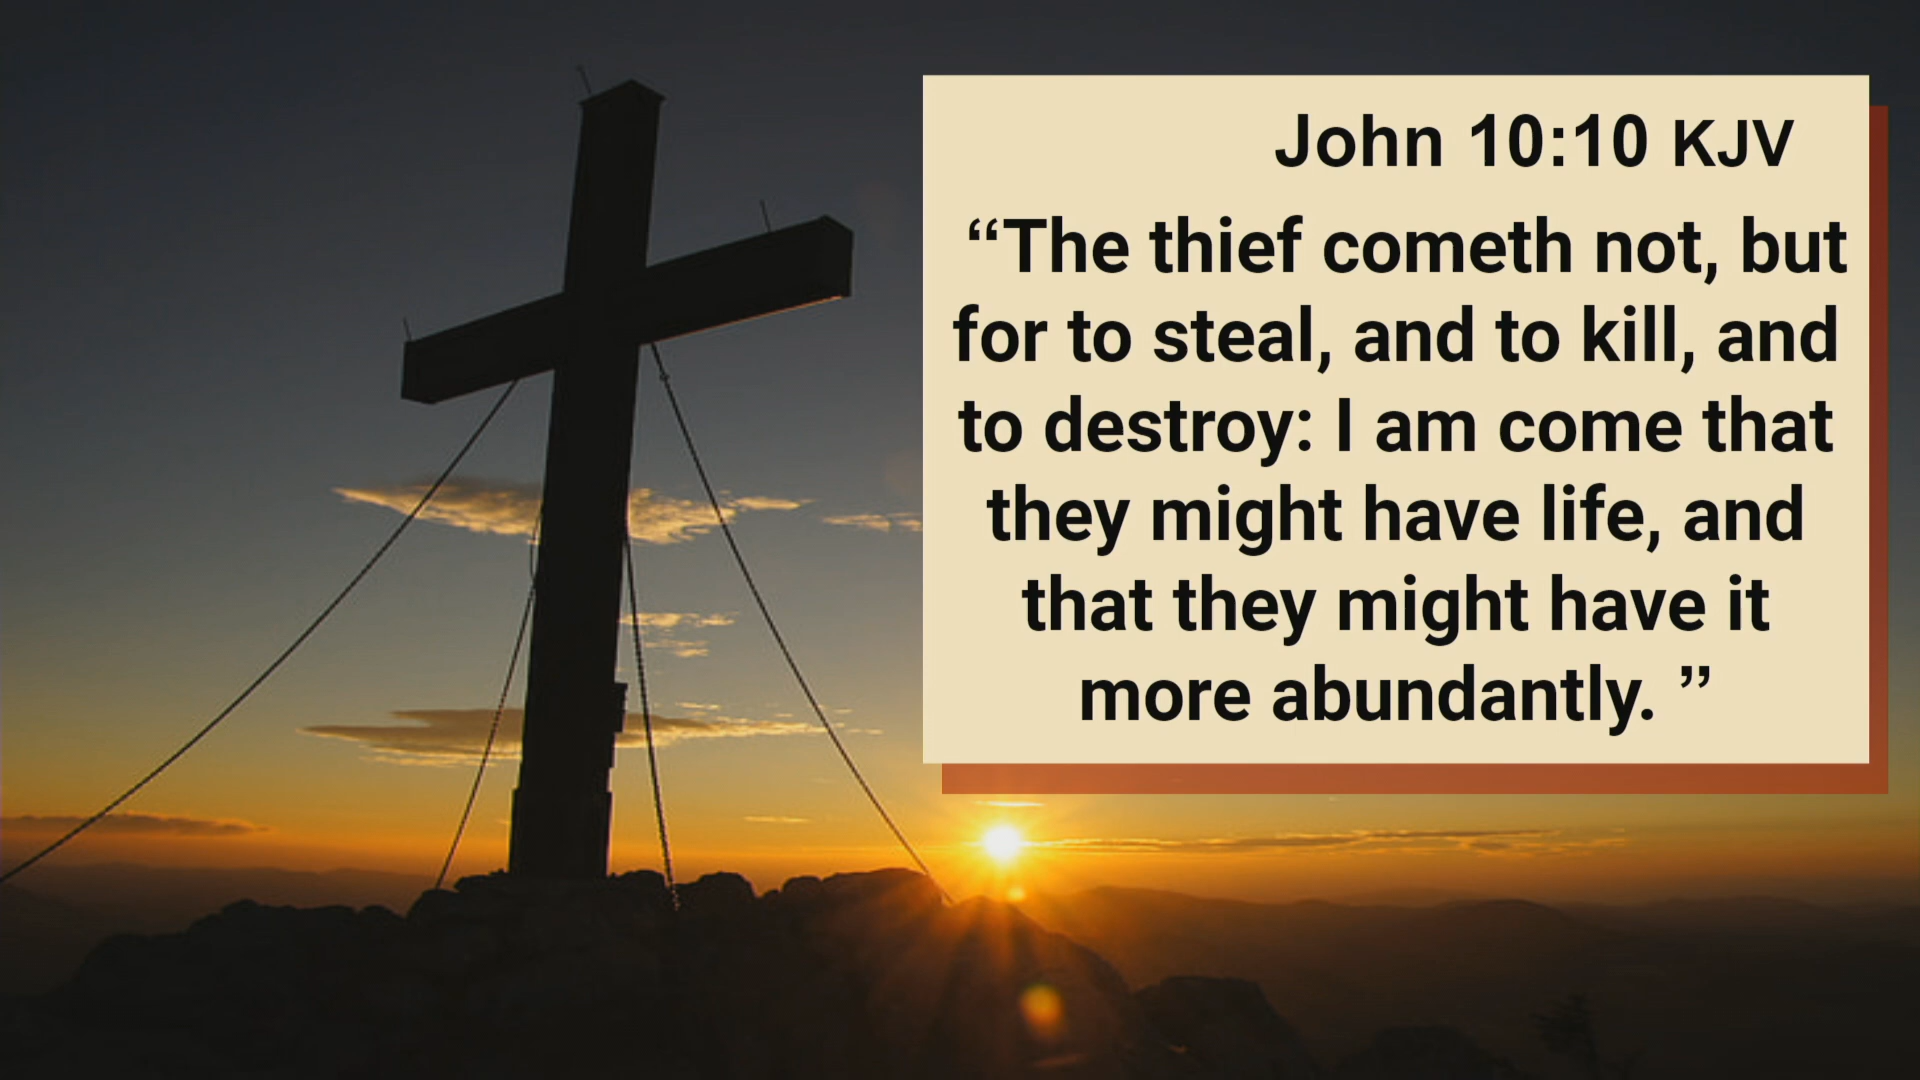 John 10:10 KJV
“The thief cometh not, but
for to steal, and to kill, and
to destroy: I am come that
they might have life, and
that they might have it
more abundantly. ”